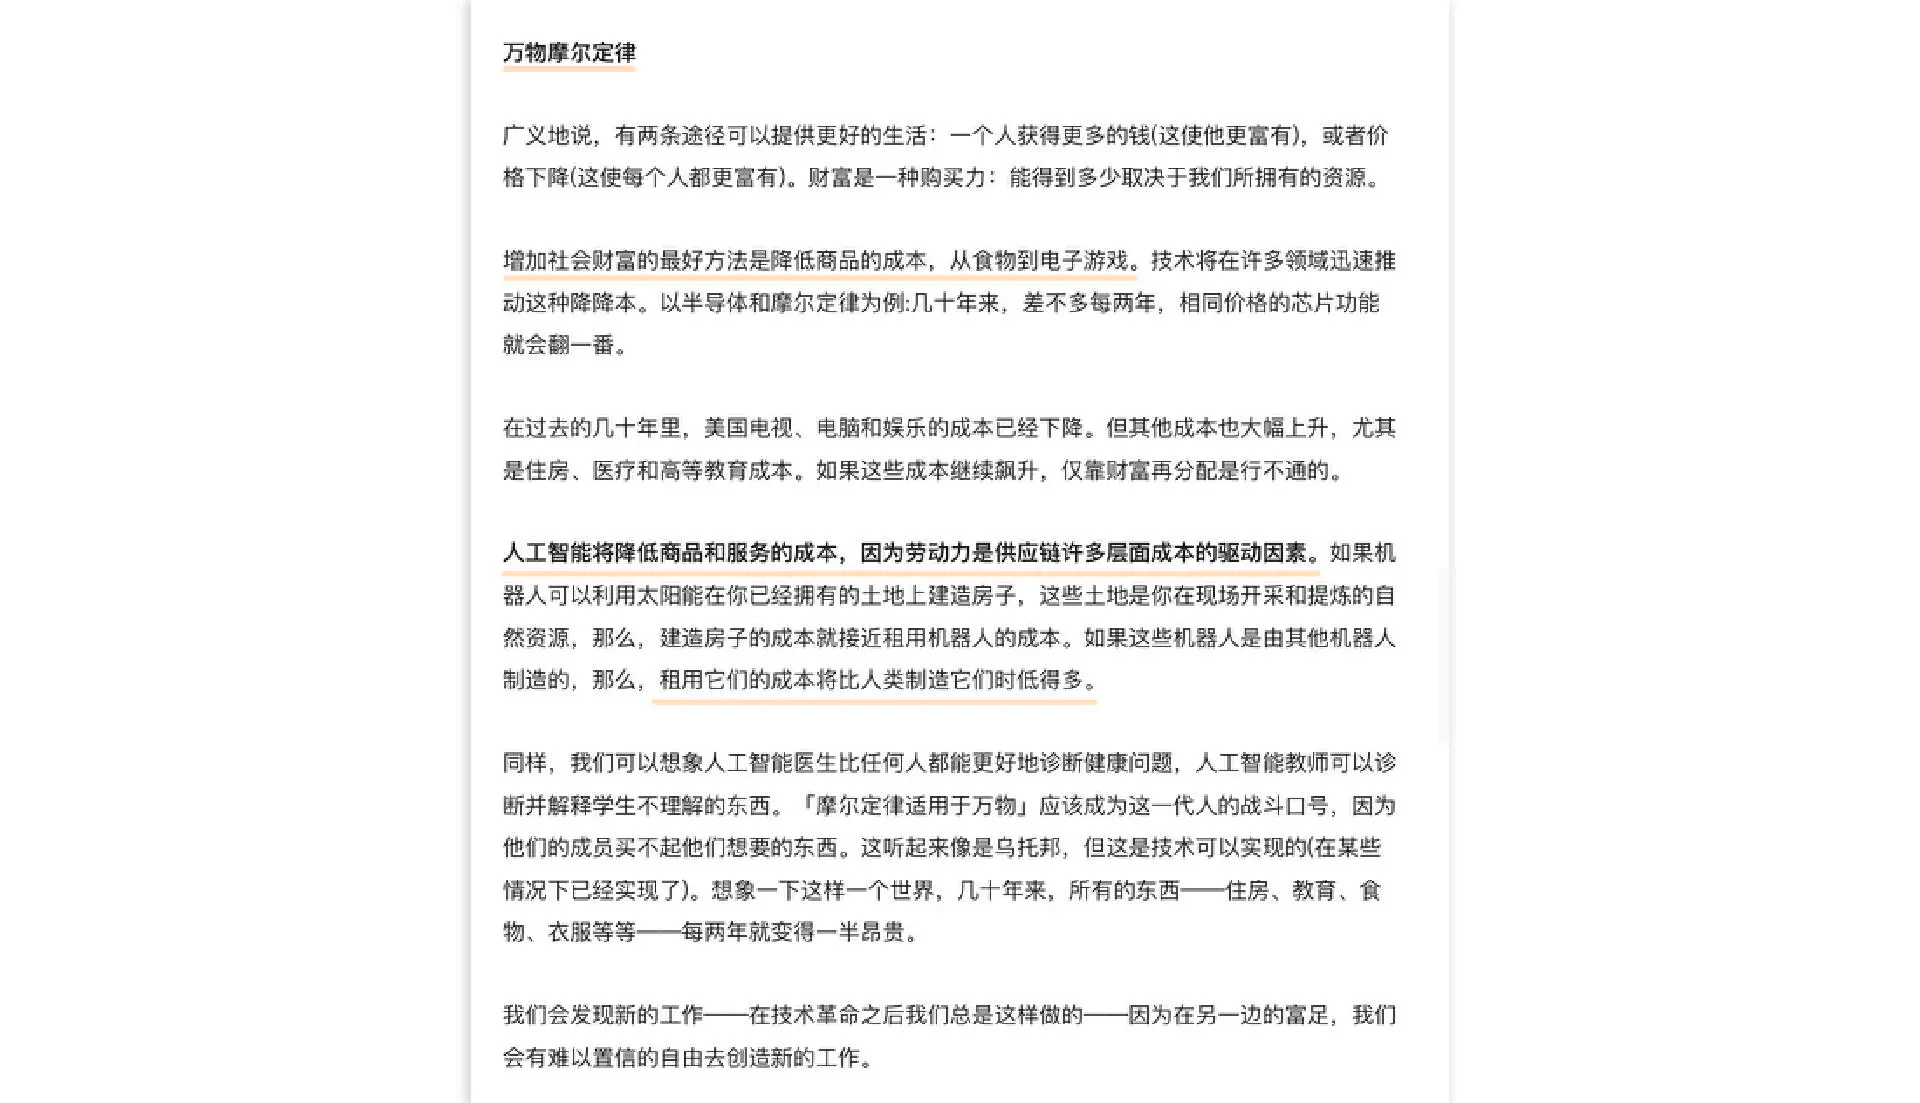 万物摩尔定律
广义地说，有两条途径可以提供更好的生活：一个人获得更多的钱(这使他更富有)，或者价
格下降(这使每个人都更富有)。财富是一种购买力：能得到多少取决于我们所拥有的资源。
增加社会财富的最好方法是降低商品的成本，从食物到电子游戏。技术将在许多领域迅速推
动这种降降本。以半导体和摩尔定律为例:几十年来，差不多每两年，相同价格的芯片功能
就会翻一番。
在过去的几十年里，美国电视、电脑和娱乐的成本已经下降。但其他成本也大幅上升，尤其
是住房、医疗和高等教育成本。如果这些成本继续飙升，仅靠财富再分配是行不通的。
人工智能将降低商品和服务的成本，因为劳动力是供应链许多层面成本的驱动因素。如果机
器人可以利用太阳能在你已经拥有的土地上建造房子，这些土地是你在现场开采和提炼的自
然资源，那么，建造房子的成本就接近租用机器人的成本。如果这些机器人是由其他机器人
制造的，那么，租用它们的成本将比人类制造它们时低得多。
同样，我们可以想象人工智能医生比任何人都能更好地诊断健康问题，人工智能教师可以诊
断并解释学生不理解的东西。「摩尔定律适用于万物」应该成为这一代人的战斗口号，因为
他们的成员买不起他们想要的东西。这听起来像是乌托邦，但这是技术可以实现的(在某些
情况下已经实现了)。想象一下这样一个世界，几十年来，所有的东西——住房、教育、食
物、衣服等等——每两年就变得一半昂贵。
我们会发现新的工作——在技术革命之后我们总是这样做的——因为在另一边的富足，我们
会有难以置信的自由去创造新的工作。